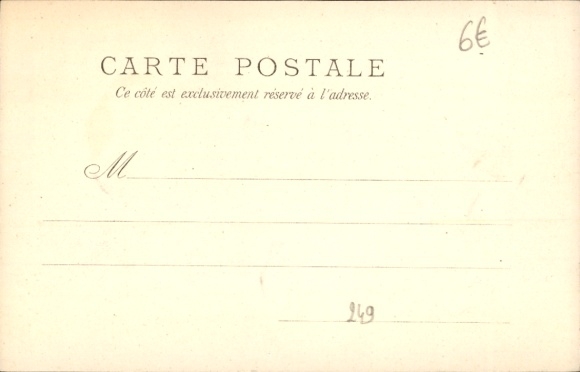 6€
CARTE POSTALE
Ce côté est exclusivement réservé à l'adresse.
M
249